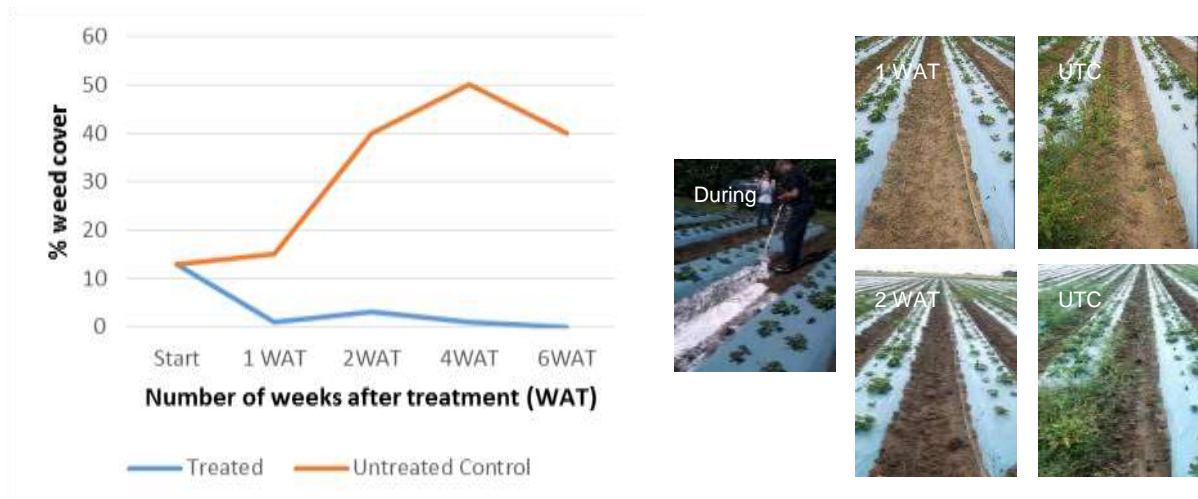 60
50
40
30
20
10
0
% weed cover
Start 1 WAT 2WAT 4WAT 6WAT
Number of weeks after treatment (WAT)
Treated Untreated Control
During
1 WAT
UTC
2 WAT
UTC